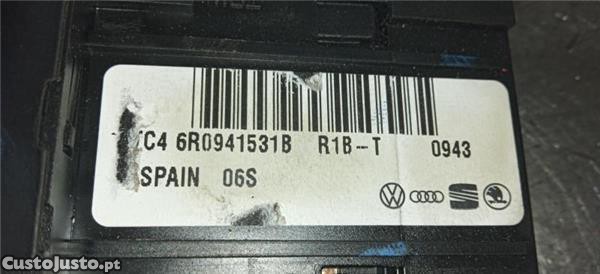 C4 6R0941531B R1B--T 0943
SPAIN 06S
CustoJusto.pt